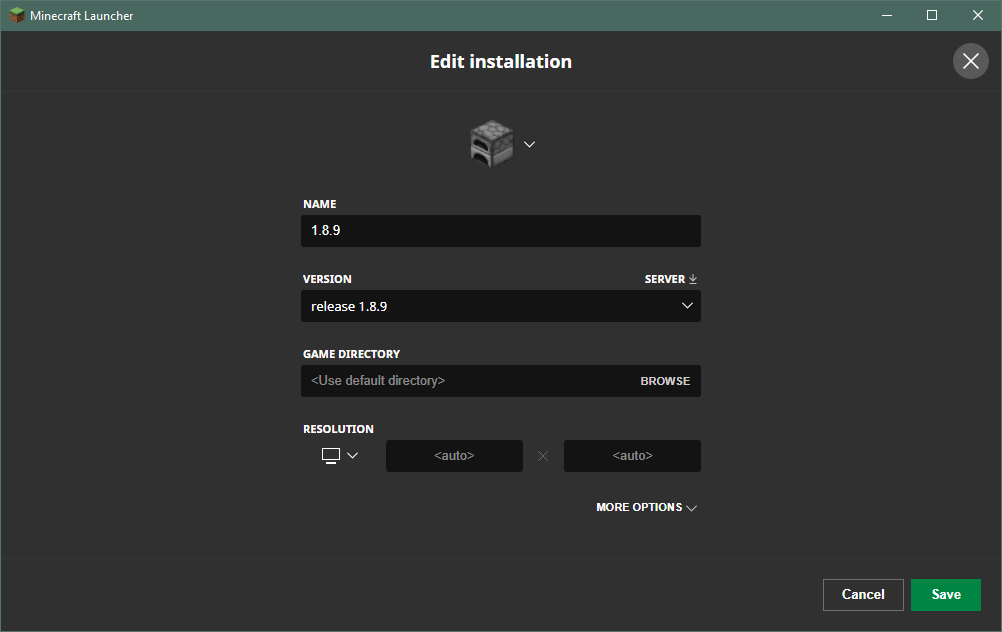 Minecraft Launcher
Edit installation
NAME
1.8.9
VERSION SERVER
release 1.8.9
GAME DIRECTORY
<Use default directory> BROWSE
RESOLUTION
<auto> <auto>
MORE OPTIONS
Cancel Save